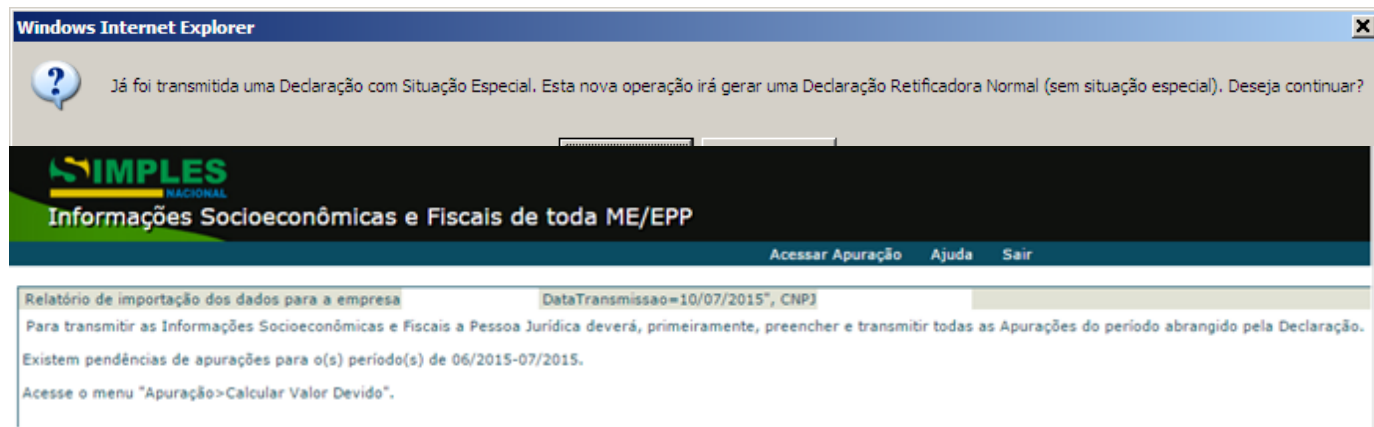 Windows Internet Explorer
Já foi transmitida uma Declaração com Situação Especial. Esta nova operação irá gerar uma Declaração Retificadora Normal (sem situação especial). Deseja continuar?
SIMPLES
NACIONAL
Informações Socioeconômicas e Fiscais de toda ME/EPP
Acessar Apuração Ajuda Sair
Relatório de importação dos dados para a empresa DataTransmissao=10/07/2015", CNPJ
Para transmitir as Informações Socioeconômicas e Fiscais a Pessoa Jurídica deverá, primeiramente, preencher e transmitir todas as Apurações do período abrangido pela Declaração.
Existem pendências de apurações para o(s) período(s) de 06/2015-07/2015.
Acesse o menu "Apuração>Calcular Valor Devido".